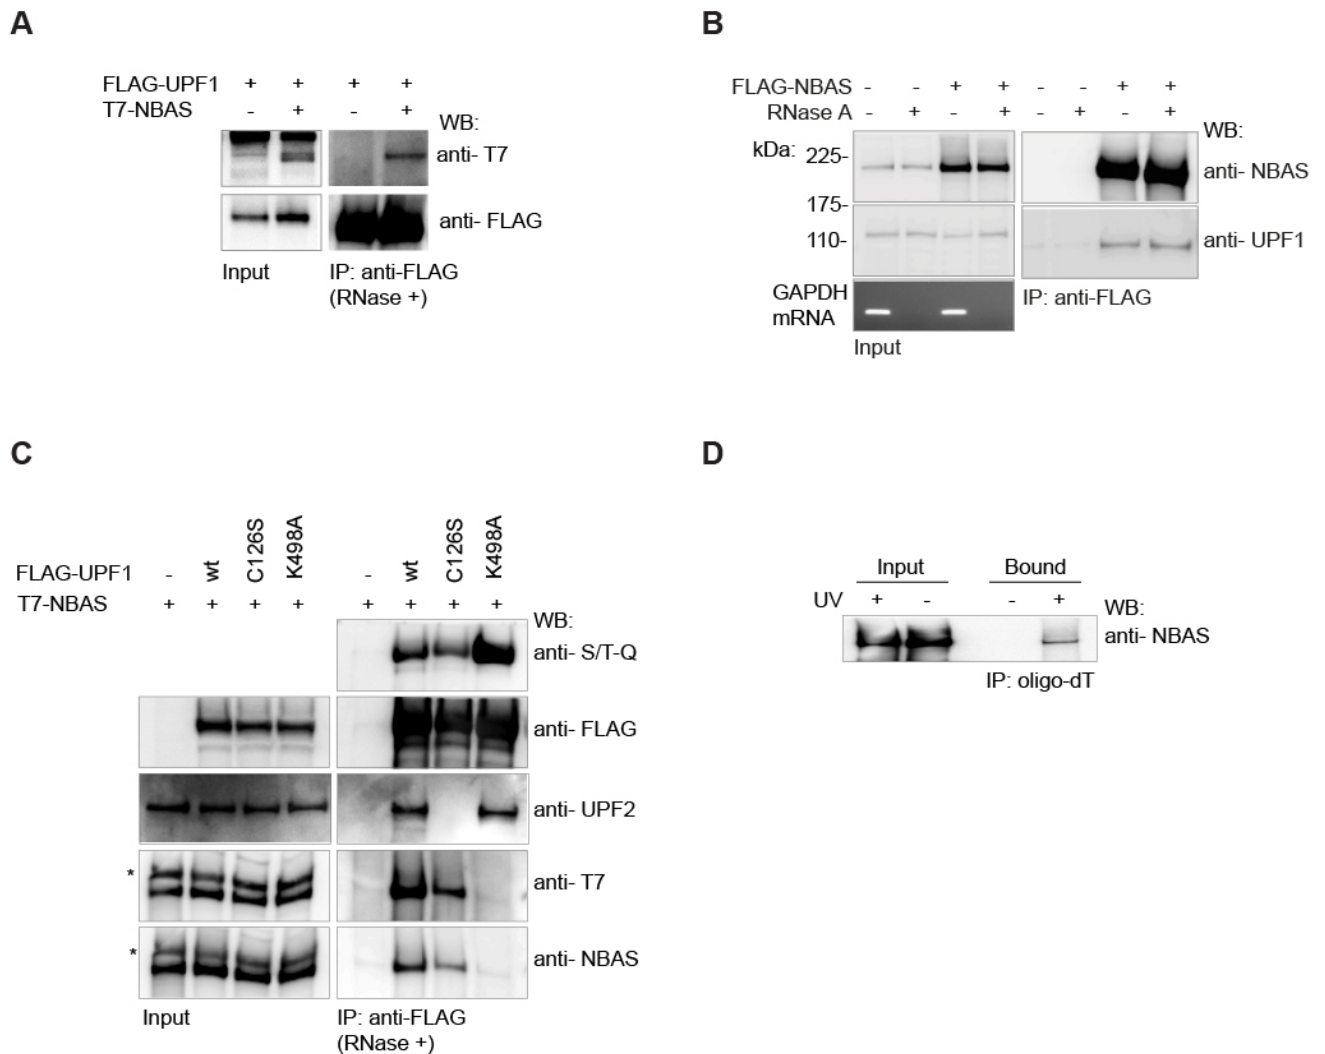 A
FLAG-UPF1 + + + +
T7-NBAS - + - +
WB:
anti- T7
anti- FLAG
Input
IP: anti-FLAG
(RNase +)
B
FLAG-NBAS - - + + - - + +
RNase A - + - + - + - +
WB:
kDa: 225-
anti- NBAS
175-
110-
anti- UPF1
GAPDH
mRNA
IP: anti-FLAG
Input
C
FLAG-UPF1 - wt C126S K498A - wt C126S K498A
T7-NBAS + + + + + + + +
WB:
anti- S/T-Q
anti- FLAG
anti- UPF2
*
anti- T7
*
anti- NBAS
Input
IP: anti-FLAG
(RNase +)
D
Input Bound
UV + - - +
WB:
anti- NBAS
IP: oligo-dT